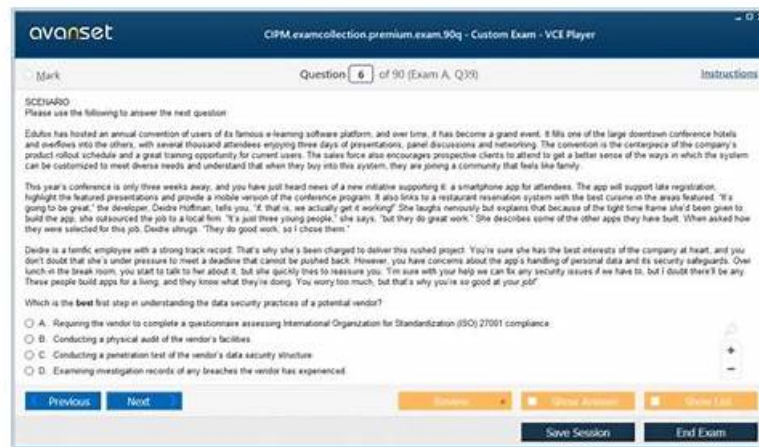 avanset
CIPM.examcollection.premium.exam.90q - Custom Exam - VCE Player
Mark
Question 6 of 90 (Exam A, Q39)
Instructions
SCENARIO
Please use the following to answer the next question
Edufox has hosted an annual convention of users of its famous e-learning software platform, and over time, it has become a grand event. It fills one of the large downtown conference hotels
and overflows into the others, with several thousand attendees enjoying three days of presentations, panel discussions and networking. The convention is the centerpiece of the company's
product rollout schedule and a great training opportunity for current users. The sales force also encourages prospective clients to attend to get a better sense of the ways in which the system
can be customized to meet diverse needs and understand that when they buy into this system, they are joining a community that feels like family.
This year's conference is only three weeks away, and you have just heard news of a new initiative supporting it: a smartphone app for attendees. The app will support late registration,
highlight the featured presentations and provide a mobile version of the conference program. It also links to a restaurant reservation system with the best cuisine in the areas featured. "It's
going to be great," the developer, Deidre Hoffman, tells you, "if, that is, we actually get it working!" She laughs nervously but explains that because of the tight time frame she'd been given to
build the app, she outsourced the job to a local firm. "It's just three young people," she says, "but they do great work." She describes some of the other apps they have built. When asked how
they were selected for this job, Deidre shrugs. "They do good work, so I chose them."
Deidre is a terrific employee with a strong track record. That's why she's been charged to deliver this rushed project. You're sure she has the best interests of the company at heart, and you
don't doubt that she's under pressure to meet a deadline that cannot be pushed back. However, you have concerns about the app's handling of personal data and its security safeguards. Over
lunch in the break room, you start to talk to her about it, but she quickly tries to reassure you, "I'm sure with your help we can fix any security issues if we have to, but I doubt there'll be any.
These people build apps for a living, and they know what they're doing. You worry too much, but that's why you're so good at your job!"
Which is the best first step in understanding the data security practices of a potential vendor?
A. Requiring the vendor to complete a questionnaire assessing International Organization for Standardization (ISO) 27001 compliance
B. Conducting a physical audit of the vendor's facilities
C. Conducting a penetration test of the vendor's data security structure
D. Examining investigation records of any breaches the vendor has experienced
Previous
Next
Review
Show Answer
Show List
Save Session
End Exam